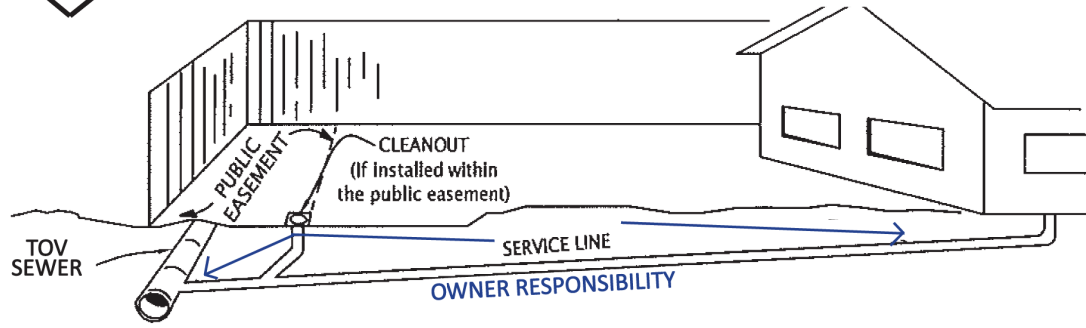 PUBLIC
EASEMENT
CLEANOUT
(If installed within
the public easement)
TOV
SEWER
SERVICE LINE
OWNER RESPONSIBILITY